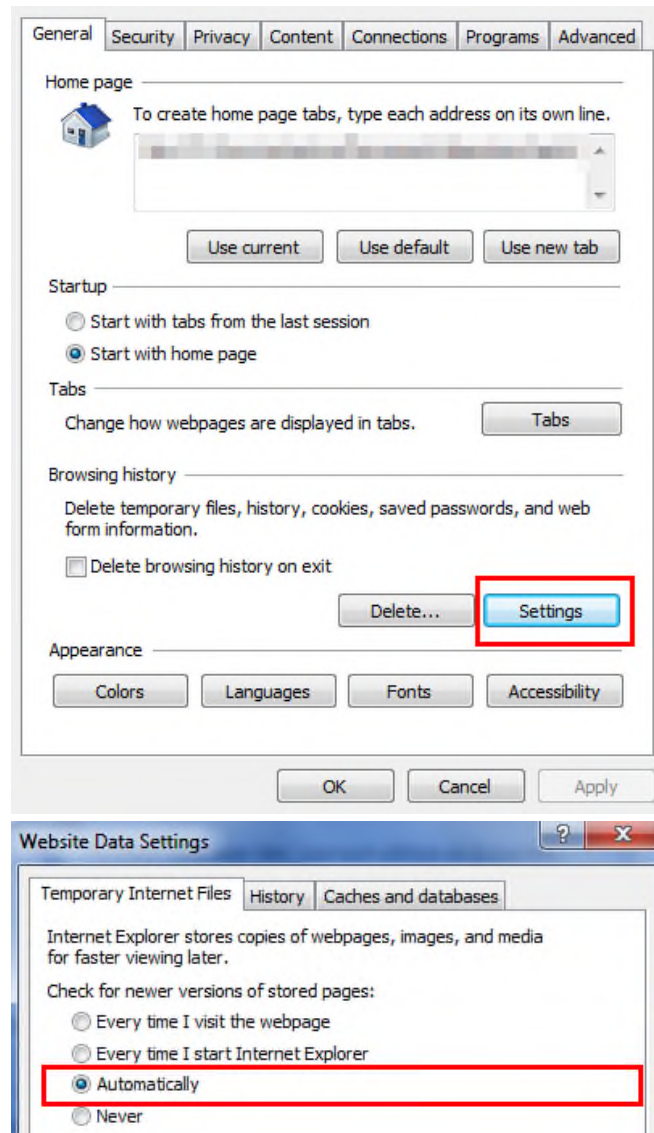 General Security Privacy Content Connections Programs Advanced
Home page
To create home page tabs, type each address on its own line.
Use current Use default Use new tab
Startup
Start with tabs from the last session
Start with home page
Tabs
Change how webpages are displayed in tabs. Tabs
Browsing history
Delete temporary files, history, cookies, saved passwords, and web
form information.
Delete browsing history on exit
Delete... Settings
Appearance
Colors Languages Fonts Accessibility
OK Cancel Apply
Website Data Settings ? X
Temporary Internet Files History Caches and databases
Internet Explorer stores copies of webpages, images, and media
for faster viewing later.
Check for newer versions of stored pages:
Every time I visit the webpage
Every time I start Internet Explorer
Automatically
Never